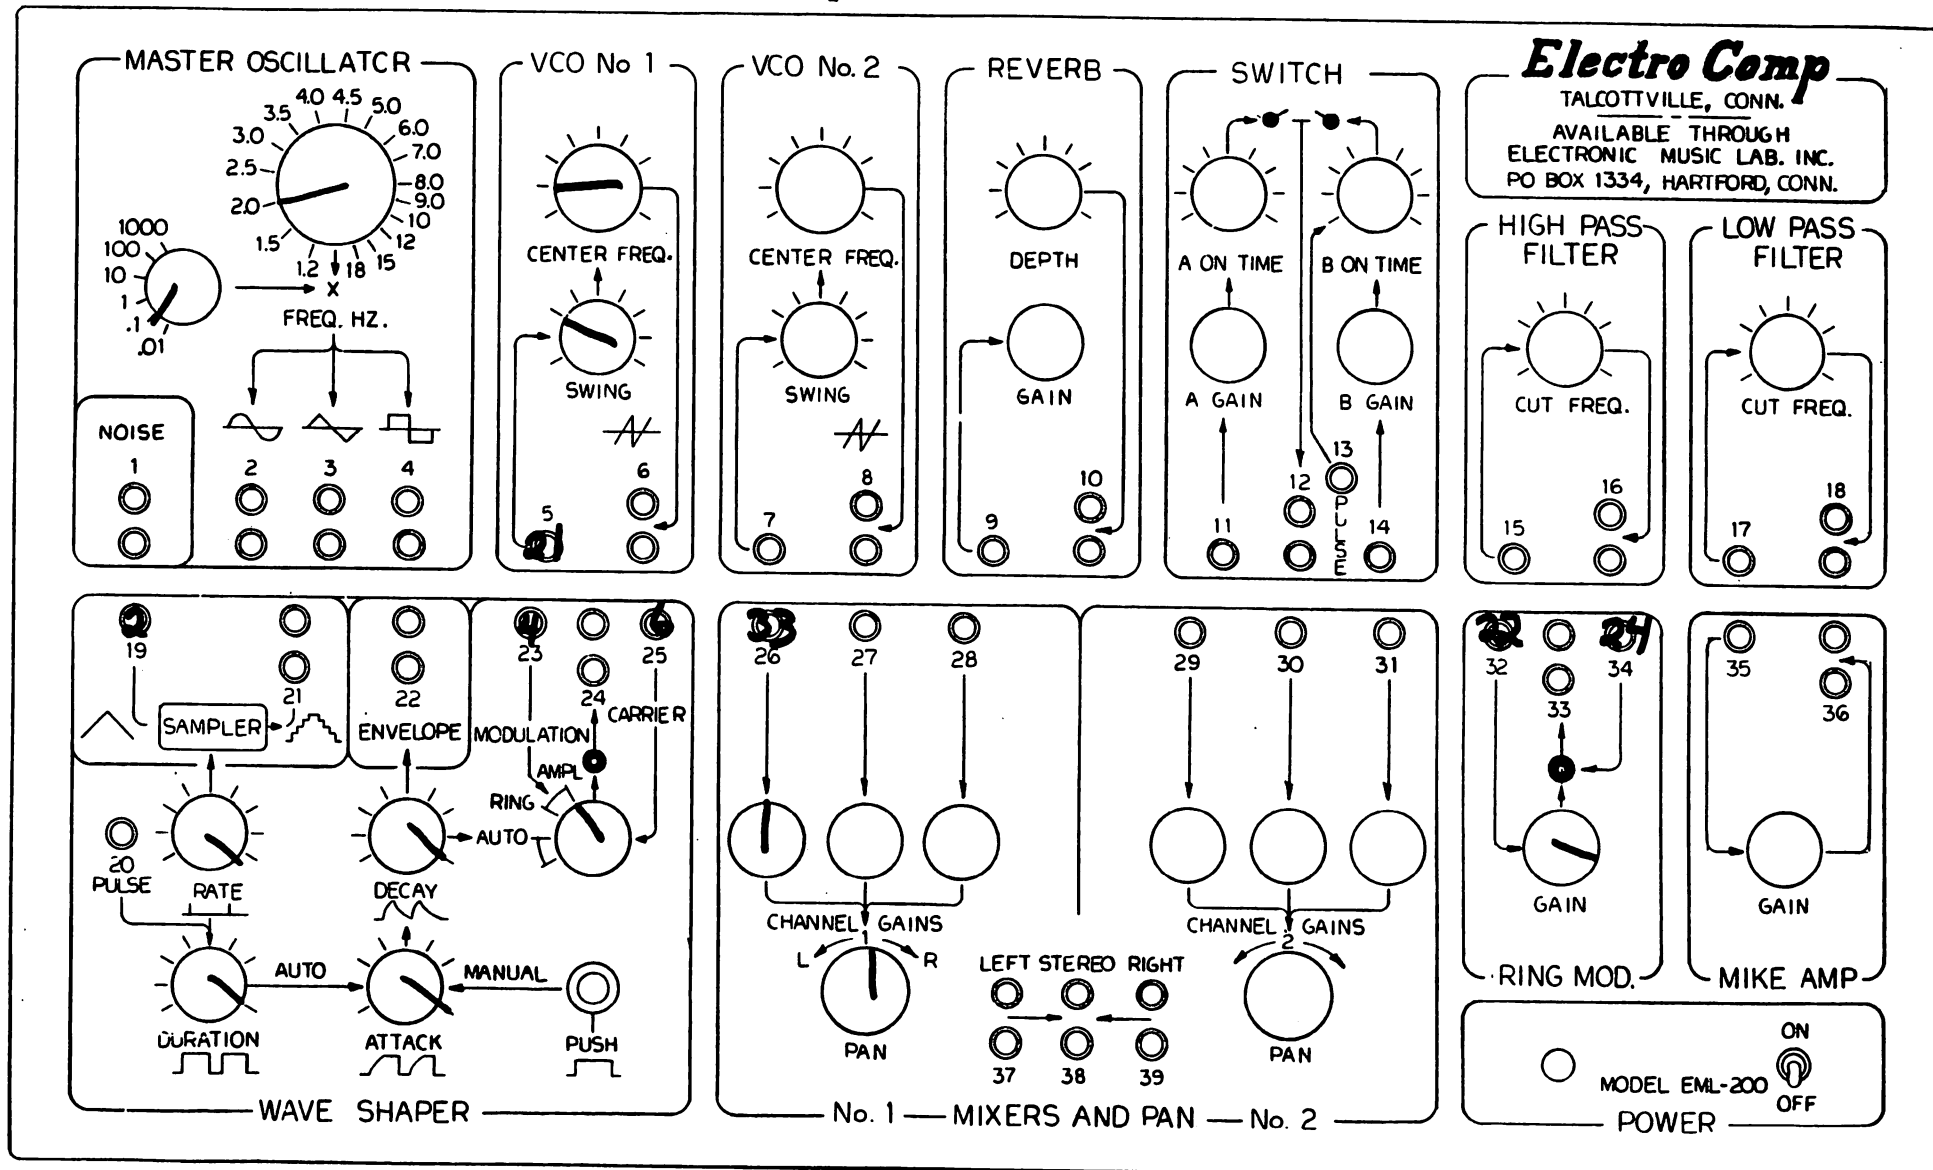 Electro Comp
TALCOTTVILLE, CONN.
AVAILABLE THROUGH
ELECTRONIC MUSIC LAB. INC.
PO BOX 1334, HARTFORD, CONN.
MASTER OSCILLATCR
4.0 4.5 5.0
3.5 6.0
3.0 7.0
2.5 8.0
2.0 9.0
10
1.5 12
1.2 18 15
1000
100
10
1
.1
.01
X
FREQ. HZ.
NOISE
1 2 3 4
VCO No 1
CENTER FREQ.
SWING
6
5
21
VCO No. 2
CENTER FREQ.
SWING
8
7
REVERB
DEPTH
GAIN
10
9
SWITCH
A ON TIME B ON TIME
A GAIN B GAIN
13
12
11 14
PULSE
HIGH PASS
FILTER
CUT FREQ.
16
15
LOW PASS
FILTER
CUT FREQ.
18
17
2
19
21
SAMPLER
22
ENVELOPE
4 6
23 25
24
CARRIER
MODULATION
AMPL
RING
AUTO
20
PULSE
RATE
DECAY
AUTO MANUAL
DURATION
ATTACK
PUSH
WAVE SHAPER
33
26 27 28
29 30 31
CHANNEL GAINS
1
L R
PAN
CHANNEL GAINS
2
PAN
LEFT STEREO RIGHT
37 38 39
No. 1 MIXERS AND PAN No. 2
22 24
32 34
33
GAIN
RING MOD.
35
36
GAIN
MIKE AMP
ON
MODEL EML-200
OFF
POWER